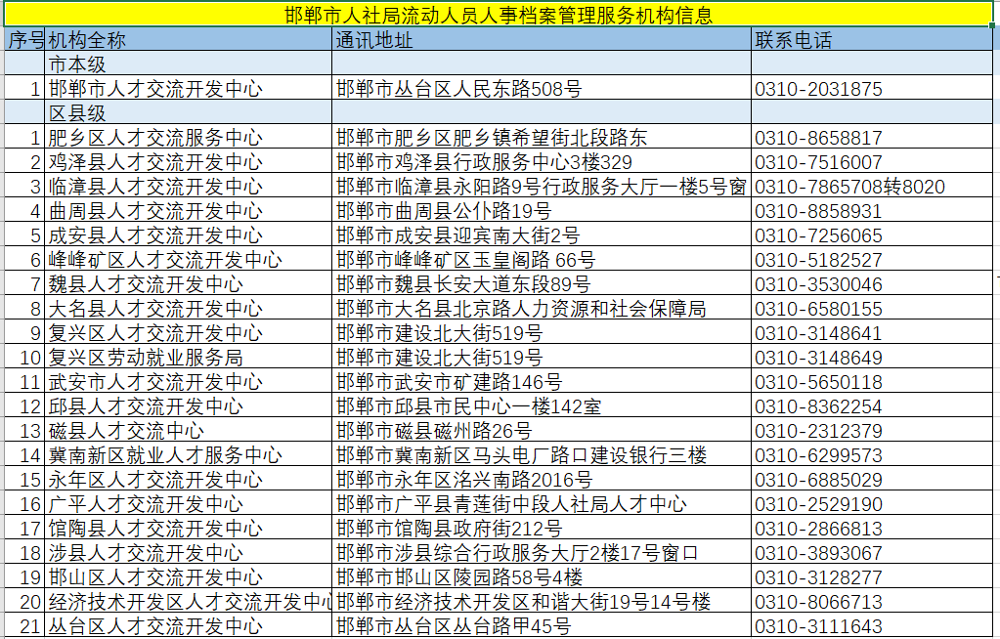 邯郸市人社局流动人员人事档案管理服务机构信息
序号 机构全称 通讯地址 联系电话
市本级
1 邯郸市人才交流开发中心 邯郸市丛台区人民东路508号 0310-2031875
区县级
1 肥乡区人才交流服务中心 邯郸市肥乡区肥乡镇希望街北段路东 0310-8658817
2 鸡泽县人才交流开发中心 邯郸市鸡泽县行政服务中心3楼329 0310-7516007
3 临漳县人才交流开发中心 邯郸市临漳县永阳路9号行政服务大厅一楼5号窗 0310-7865708转8020
4 曲周县人才交流开发中心 邯郸市曲周县公仆路19号 0310-8858931
5 成安县人才交流开发中心 邯郸市成安县迎宾南大街2号 0310-7256065
6 峰峰矿区人才交流开发中心 邯郸市峰峰矿区玉皇阁路 66号 0310-5182527
7 魏县人才交流开发中心 邯郸市魏县长安大道东段89号 0310-3530046
8 大名县人才交流开发中心 邯郸市大名县北京路人力资源和社会保障局 0310-6580155
9 复兴区人才交流开发中心 邯郸市建设北大街519号 0310-3148641
10 复兴区劳动就业服务局 邯郸市建设北大街519号 0310-3148649
11 武安市人才交流开发中心 邯郸市武安市矿建路146号 0310-5650118
12 邱县人才交流开发中心 邯郸市邱县市民中心一楼142室 0310-8362254
13 磁县人才交流中心 邯郸市磁县磁州路26号 0310-2312379
14 冀南新区就业人才服务中心 邯郸市冀南新区马头电厂路口建设银行三楼 0310-6299573
15 永年区人才交流开发中心 邯郸市永年区洺兴南路2016号 0310-6885029
16 广平人才交流开发中心 邯郸市广平县青莲街中段人社局人才中心 0310-2529190
17 馆陶县人才交流开发中心 邯郸市馆陶县政府街212号 0310-2866813
18 涉县人才交流开发中心 邯郸市涉县综合行政服务大厅2楼17号窗口 0310-3893067
19 邯山区人才交流开发中心 邯郸市邯山区陵园路58号4楼 0310-3128277
20 经济技术开发区人才交流开发中心 邯郸市经济技术开发区和谐大街19号14号楼 0310-8066713
21 丛台区人才交流开发中心 邯郸市丛台区丛台路甲45号 0310-3111643